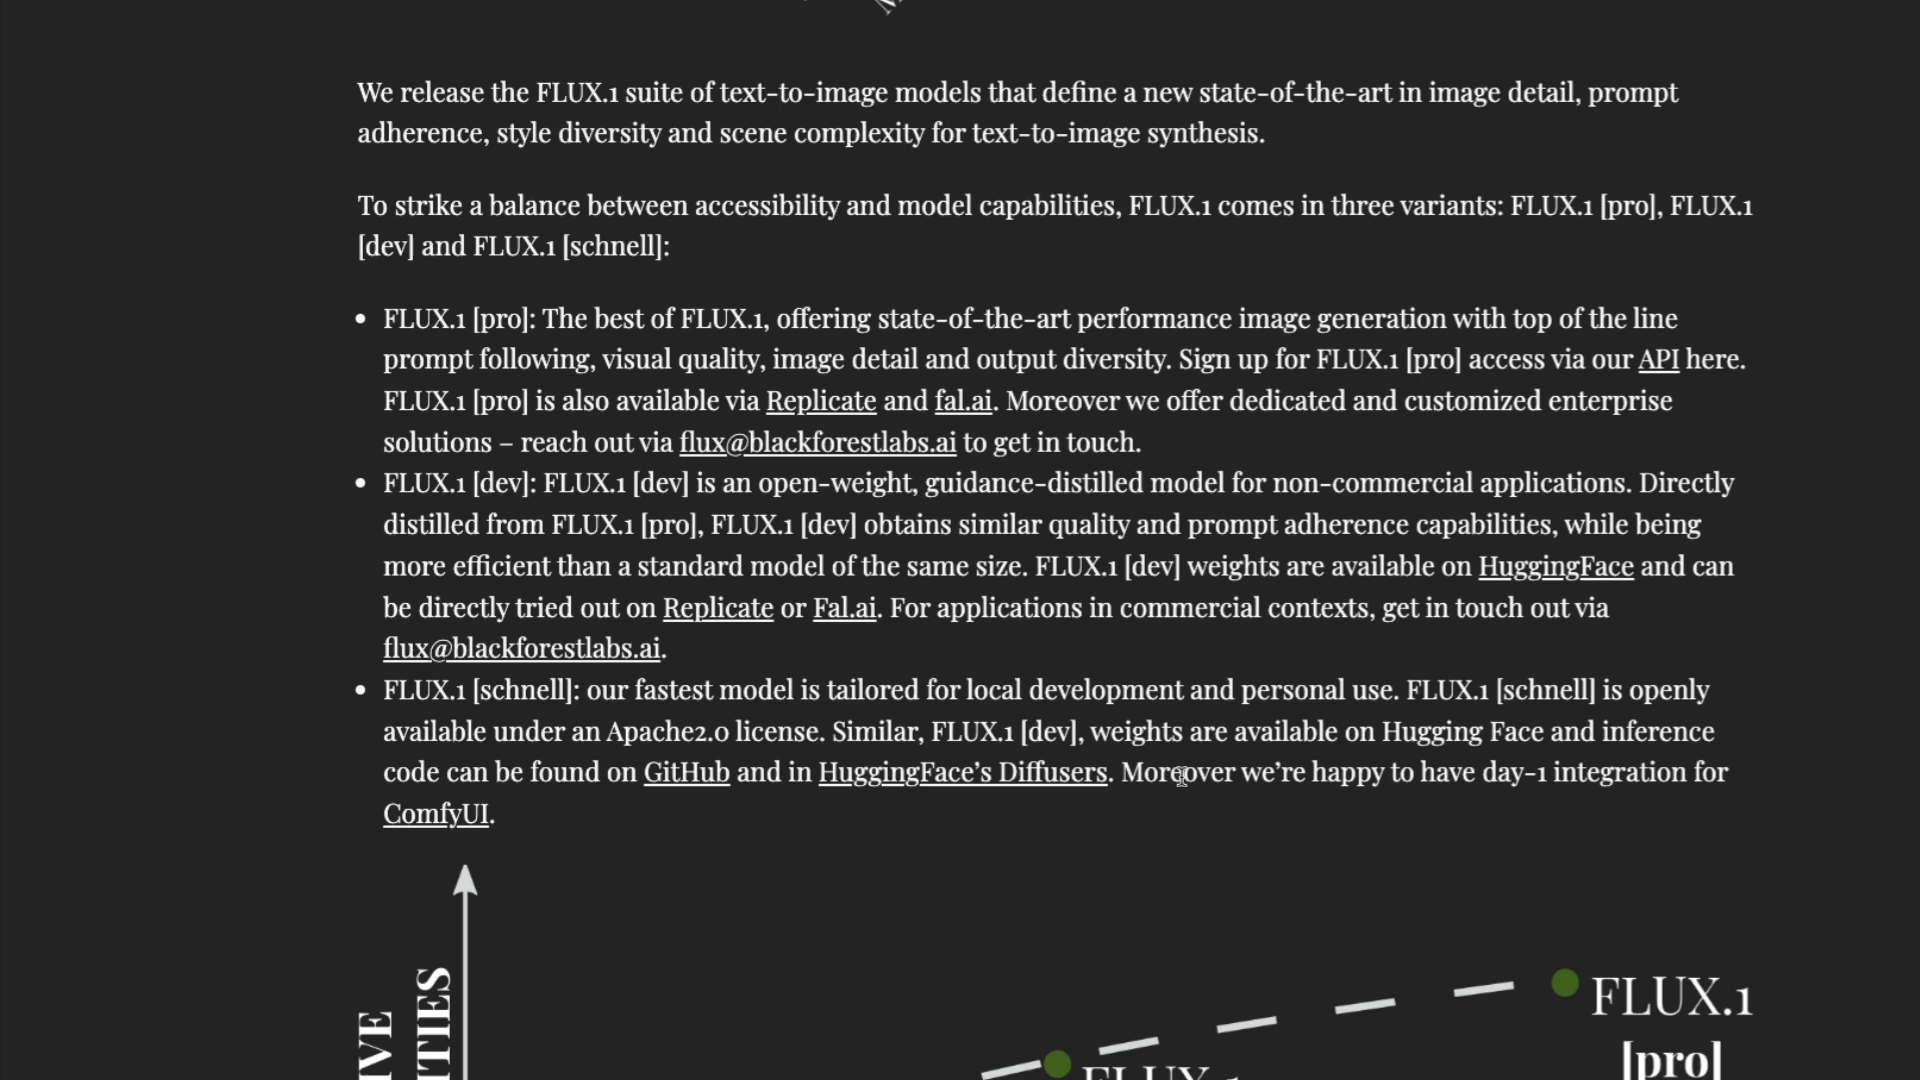 We release the FLUX.1 suite of text-to-image models that define a new state-of-the-art in image detail, prompt
adherence, style diversity and scene complexity for text-to-image synthesis.
To strike a balance between accessibility and model capabilities, FLUX.1 comes in three variants: FLUX.1 [pro], FLUX.1
[dev] and FLUX.1 [schnell]:
• FLUX.1 [pro]: The best of FLUX.1, offering state-of-the-art performance image generation with top of the line
prompt following, visual quality, image detail and output diversity. Sign up for FLUX.1 [pro] access via our API here.
FLUX.1 [pro] is also available via Replicate and fal.ai. Moreover we offer dedicated and customized enterprise
solutions – reach out via flux@blackforestlabs.ai to get in touch.
• FLUX.1 [dev]: FLUX.1 [dev] is an open-weight, guidance-distilled model for non-commercial applications. Directly
distilled from FLUX.1 [pro], FLUX.1 [dev] obtains similar quality and prompt adherence capabilities, while being
more efficient than a standard model of the same size. FLUX.1 [dev] weights are available on HuggingFace and can
be directly tried out on Replicate or Fal.ai. For applications in commercial contexts, get in touch out via
flux@blackforestlabs.ai.
• FLUX.1 [schnell]: our fastest model is tailored for local development and personal use. FLUX.1 [schnell] is openly
available under an Apache2.0 license. Similar, FLUX.1 [dev], weights are available on Hugging Face and inference
code can be found on GitHub and in HuggingFace’s Diffusers. Moreover we’re happy to have day-1 integration for
ComfyUI.
FLUX.1
[pro]